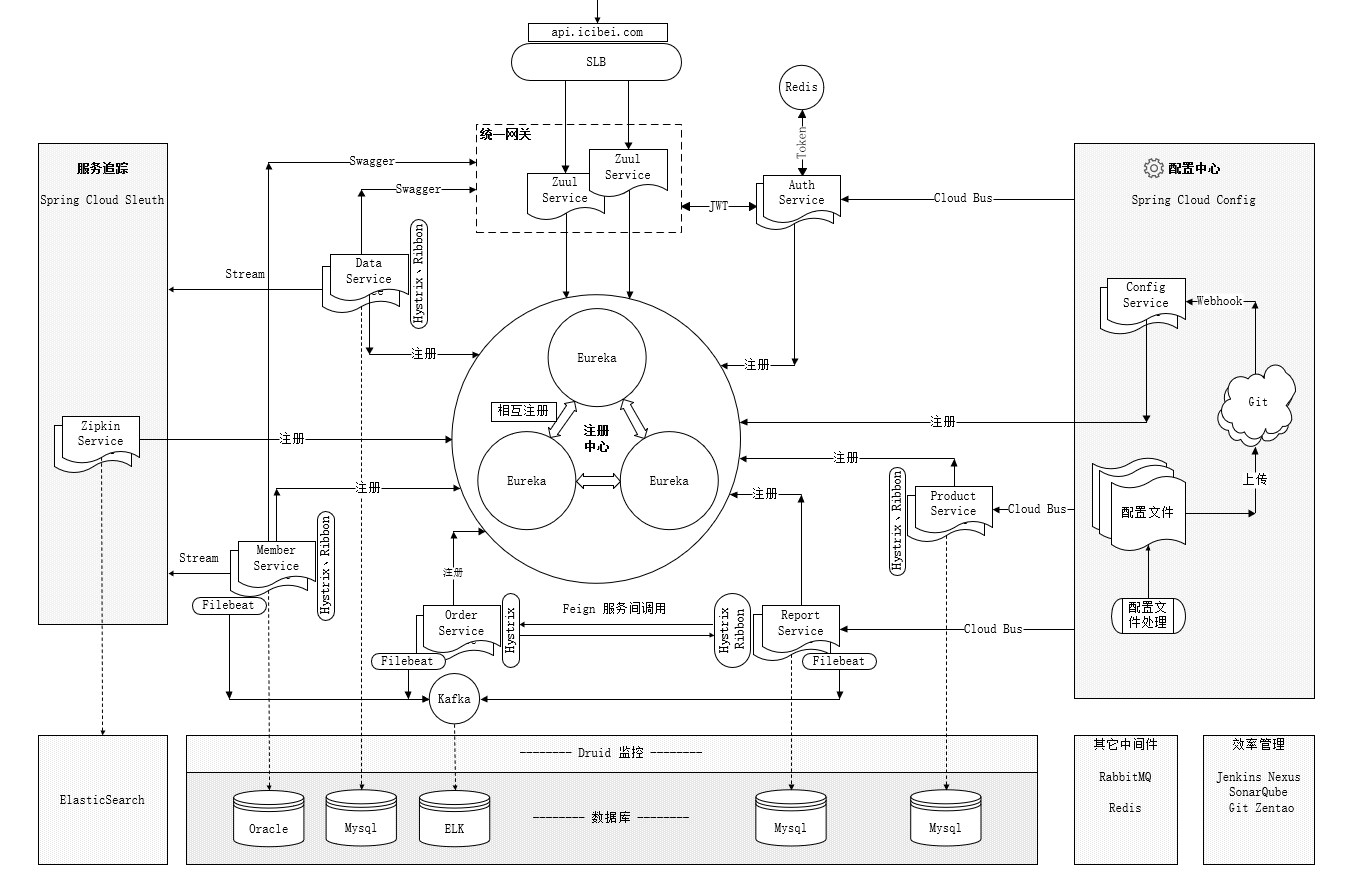 api.icibei.com
SLB
Redis
Token
统一网关
Zuul
Service
Zuul
Service
Swagger
Swagger
JWT
Auth
Service
Cloud Bus
服务追踪
Spring Cloud Sleuth
配置中心
Spring Cloud Config
Data
Service
Hystrix、Ribbon
Stream
注册
注册
Config
Service
Webhook
Git
上传
Eureka
相互注册
注册
中心
Eureka
Eureka
注册
Zipkin
Service
注册
注册
注册
注册
Product
Service
Hystrix、Ribbon
Cloud Bus
配置文件
配置文
件处理
Member
Service
Hystrix、Ribbon
Stream
Filebeat
注册
Order
Service
Hystrix
Filebeat
Feign 服务间调用
Hystrix
Ribbon
Report
Service
Filebeat
Cloud Bus
Kafka
ElasticSearch
-------- Druid 监控 --------
-------- 数据库 --------
Oracle
Mysql
ELK
Mysql
Mysql
其它中间件
RabbitMQ
Redis
效率管理
Jenkins Nexus
SonarQube
Git Zentao